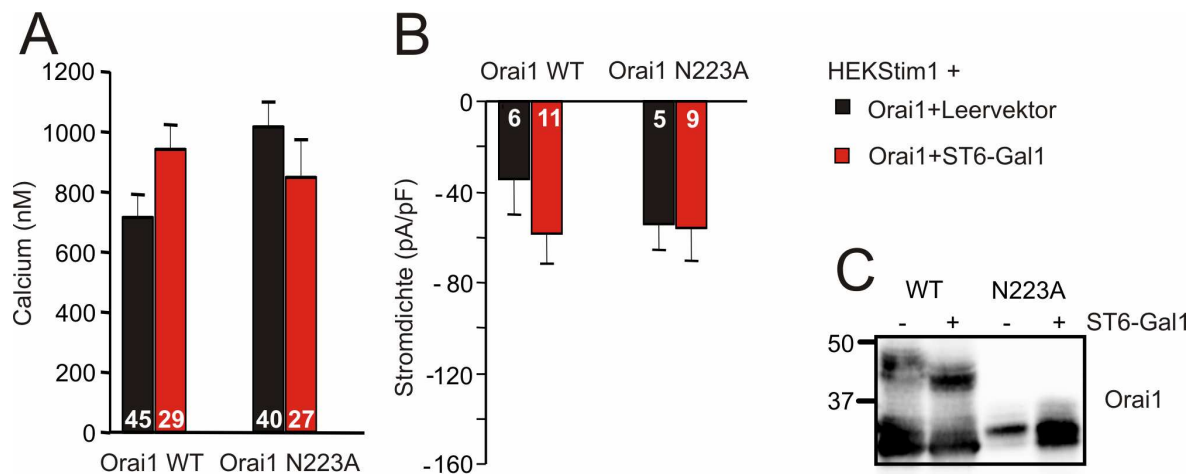 A
1200
1000
800
600
400
200
0
Calcium (nM)
45 29 40 27
Orai1 WT Orai1 N223A
B
Orai1 WT Orai1 N223A
0
-40
-80
-120
-160
Stromdichte (pA/pF)
6 11 5 9
HEKStim1 +
Orai1+Leervektor
Orai1+ST6-Gal1
C
WT N223A
- + - + ST6-Gal1
50
37
Orai1